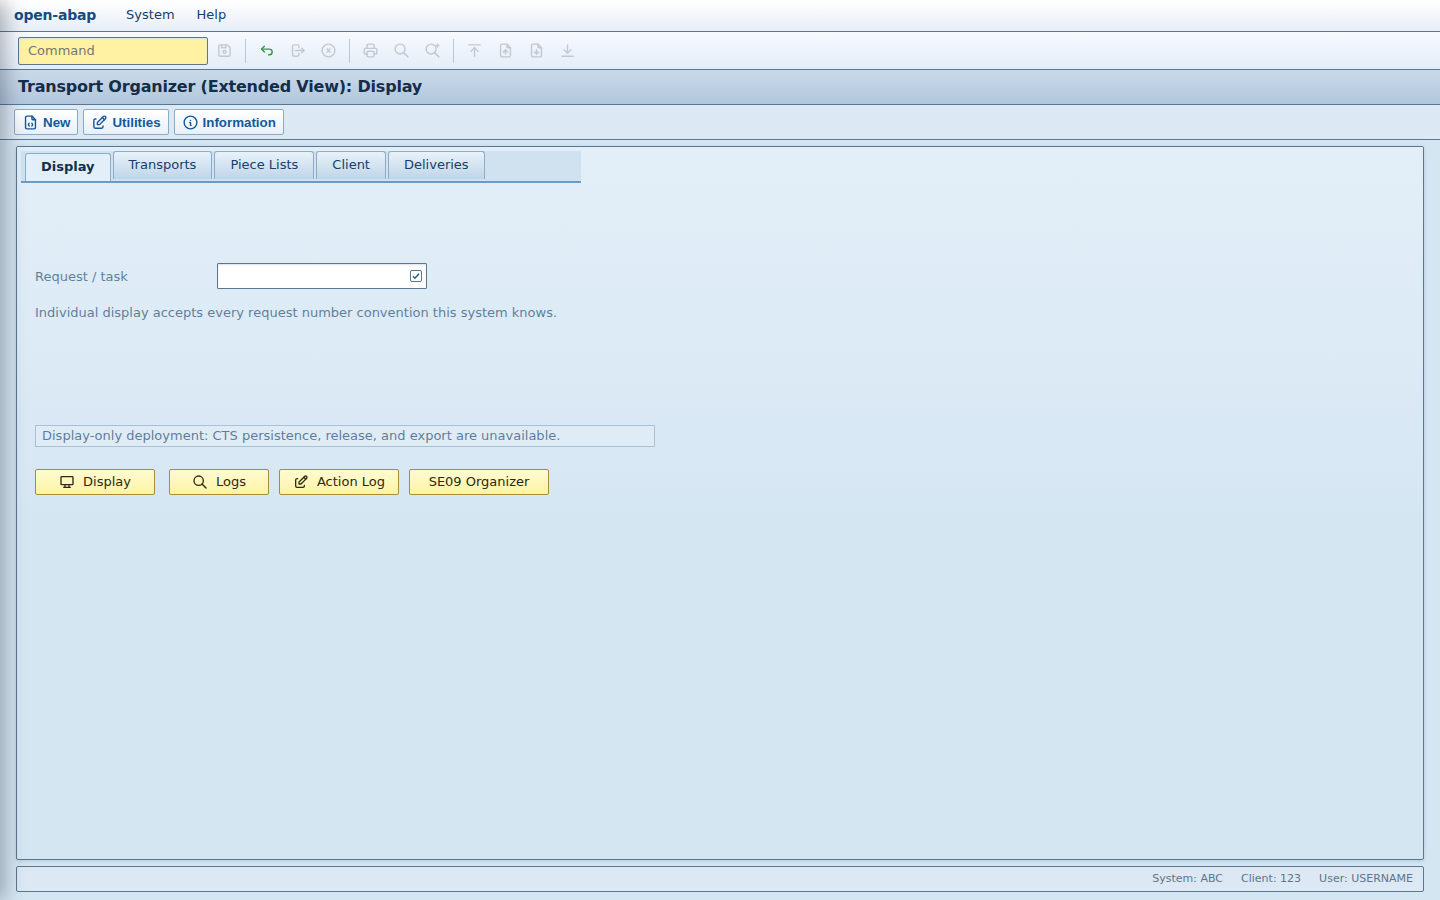 open-abap System Help
Command
Transport Organizer (Extended View): Display
New Utilities Information
Display Transports Piece Lists Client Deliveries
Request / task
Individual display accepts every request number convention this system knows.
Display-only deployment: CTS persistence, release, and export are unavailable.
Display Logs Action Log SE09 Organizer
System: ABC Client: 123 User: USERNAME